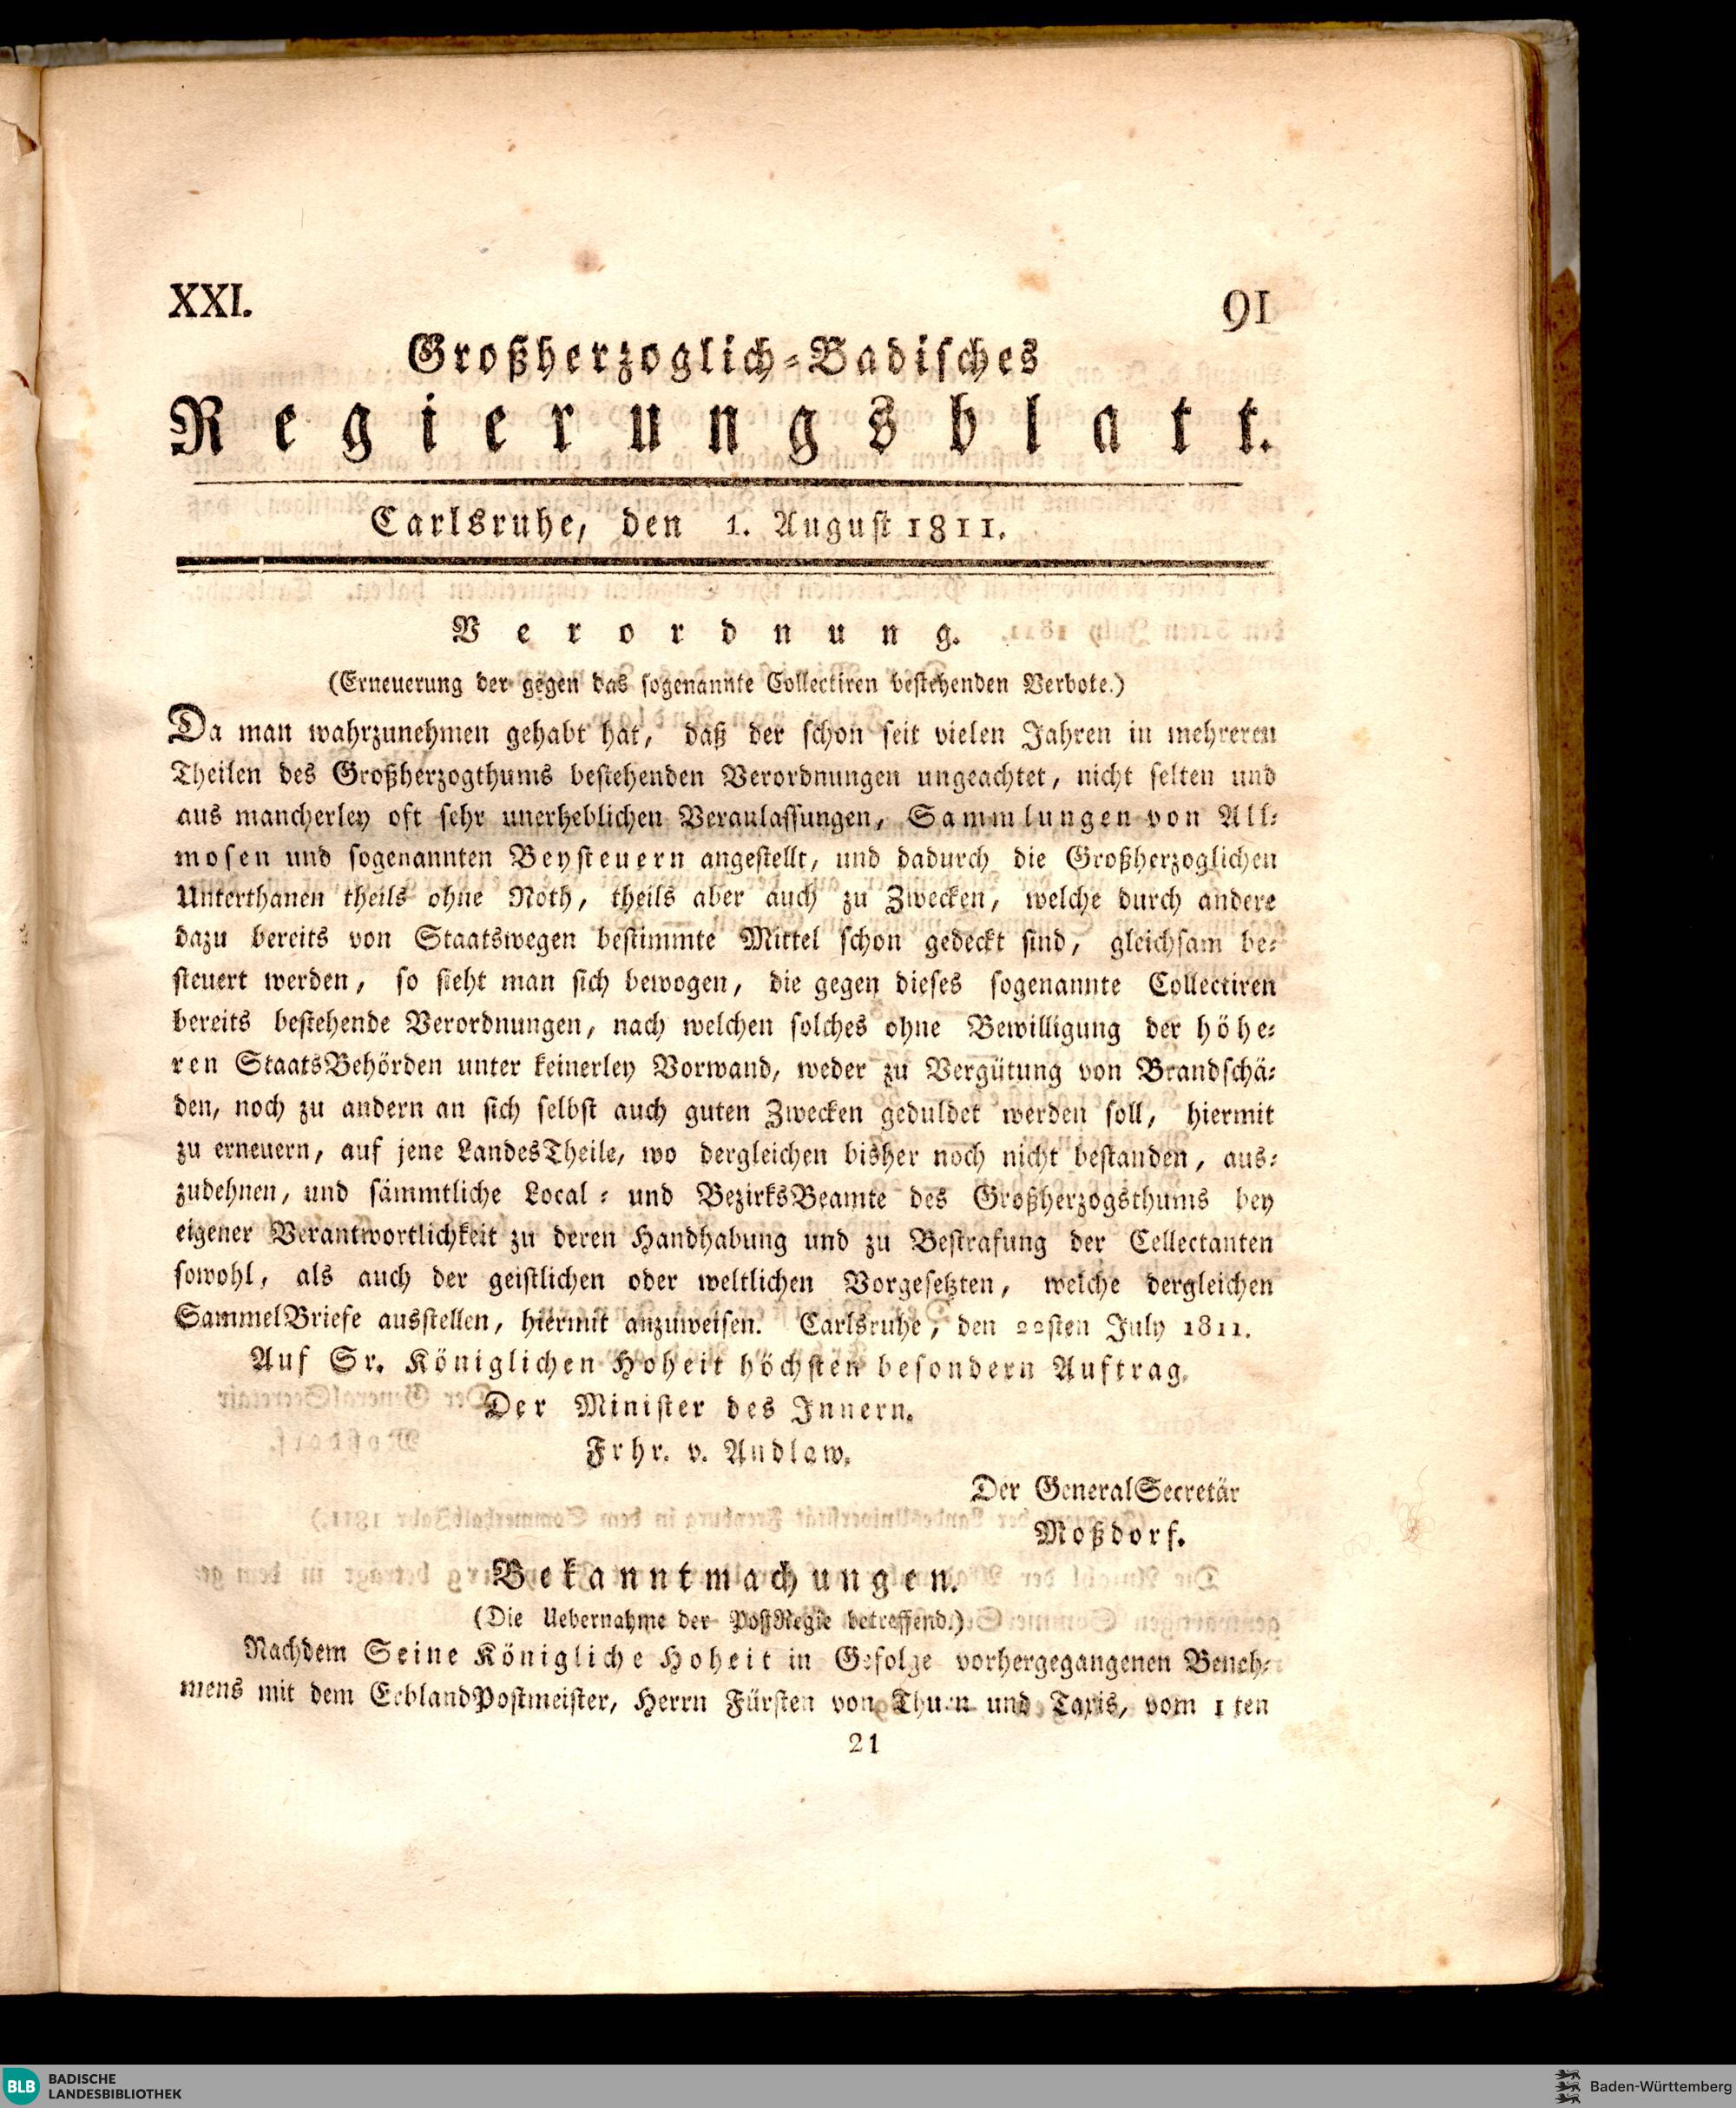 XXI.
91
Großherzoglich-Badisches
Regierungsblatt.
Carlsruhe, den 1. August 1811.
Verordnung.
(Erneuerung der gegen das sogenannte Collectiren bestehenden Verbote.)
Da man wahrzunehmen gehabt hat, daß der schon seit vielen Jahren in mehreren
Theilen des Großherzogthums bestehenden Verordnungen ungeachtet, nicht selten und
aus mancherley oft sehr unerheblichen Veranlassungen, Sammlungen von All-
mosen und sogenannten Beysteuern angestellt, und dadurch die Großherzoglichen
Unterthanen theils ohne Noth, theils aber auch zu Zwecken, welche durch andere
dazu bereits von Staatswegen bestimmte Mittel schon gedeckt sind, gleichsam be-
steuert werden, so sieht man sich bewogen, die gegen dieses sogenannte Collectiren
bereits bestehende Verordnungen, nach welchen solches ohne Bewilligung der höhe-
ren StaatsBehörden unter keinerley Vorwand, weder zu Vergütung von Brandschä-
den, noch zu andern an sich selbst auch guten Zwecken geduldet werden soll, hiermit
zu erneuern, auf jene LandesTheile, wo dergleichen bisher noch nicht bestanden, aus-
zudehnen, und sämmtliche Local- und BezirksBeamte des Großherzogsthums bey
eigener Verantwortlichkeit zu deren Handhabung und zu Bestrafung der Cellectanten
sowohl, als auch der geistlichen oder weltlichen Vorgesetzten, welche dergleichen
SammelBriefe ausstellen, hiermit anzuweisen. Carlsruhe, den 22sten July 1811.
Auf Sr. Königlichen Hoheit höchsten besondern Auftrag.
Der Minister des Innern.
Frhr. v. Andlaw.
Der GeneralSecretär
Moßdorf.
Bekanntmachungen.
(Die Uebernahme der PostRegie betreffend.)
Nachdem Seine Königliche Hoheit in Gefolge vorhergegangenen Beneh-
mens mit dem ErblandPostmeister, Herrn Fürsten von Thurn und Taxis, vom 1ten
21
BLB BADISCHE
LANDESBIBLIOTHEK
Baden-Württemberg